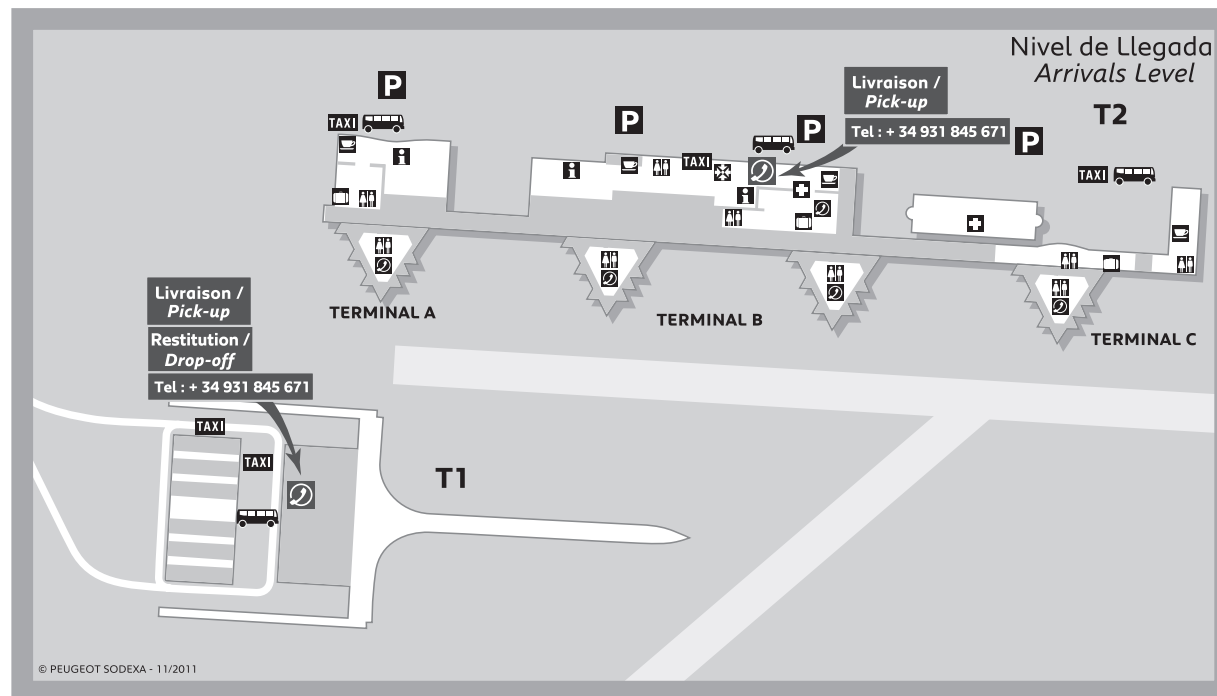 Nivel de Llegada
Arrivals Level
T2
P
TAXI
P
Livraison /
Pick-up
Tel : + 34 931 845 671
P
P
TAXI
TAXI
i
i
i
TERMINAL A
TERMINAL B
TERMINAL C
Livraison /
Pick-up
Restitution /
Drop-off
Tel : + 34 931 845 671
TAXI
TAXI
T1
© PEUGEOT SODEXA - 11/2011